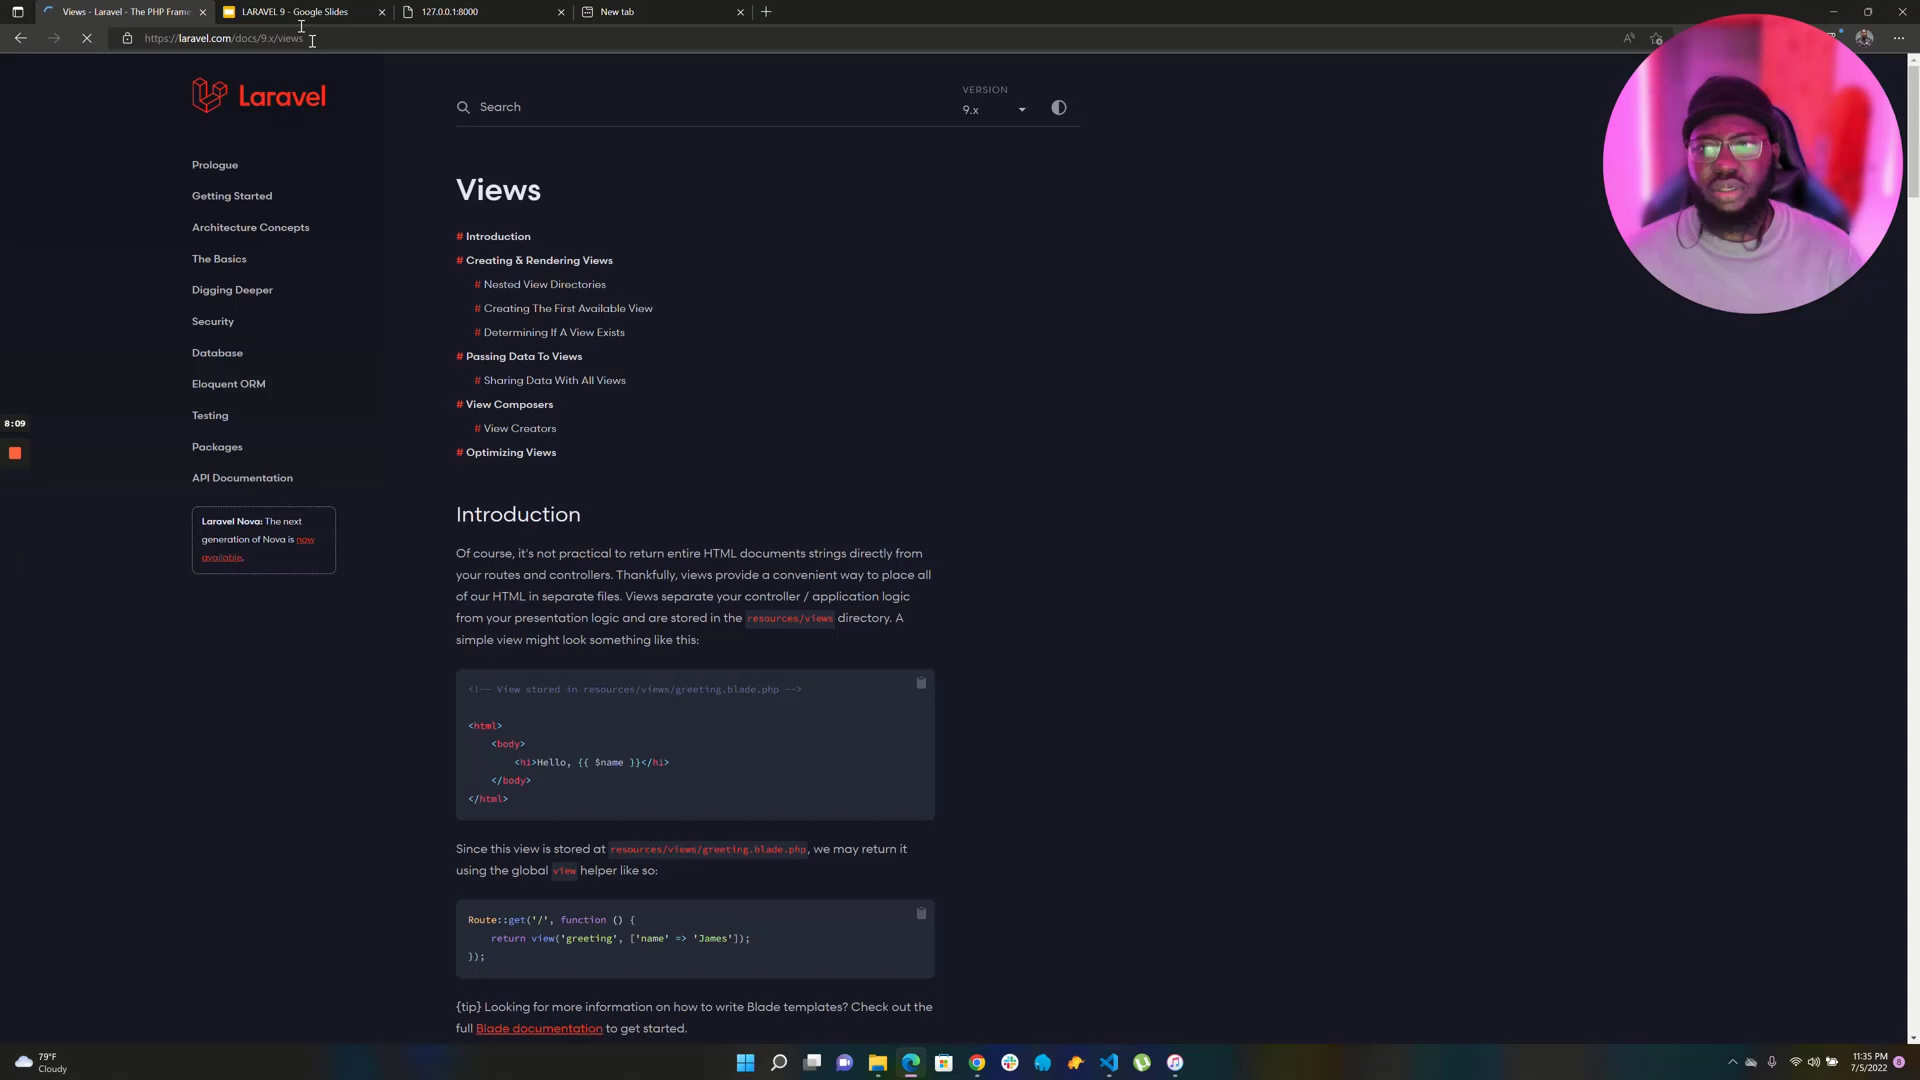 Views - Laravel - The PHP Frame
LARAVEL 9 - Google Slides
127.0.0.1:8000
New tab
https://laravel.com/docs/9.x/views
Laravel
Search
VERSION
9.x
Prologue
Getting Started
Architecture Concepts
The Basics
Digging Deeper
Security
Database
Eloquent ORM
Testing
Packages
API Documentation
Laravel Nova: The next
generation of Nova is now
available.
8:09
Views
# Introduction
# Creating & Rendering Views
# Nested View Directories
# Creating The First Available View
# Determining If A View Exists
# Passing Data To Views
# Sharing Data With All Views
# View Composers
# View Creators
# Optimizing Views
Introduction
Of course, it's not practical to return entire HTML documents strings directly from
your routes and controllers. Thankfully, views provide a convenient way to place all
of our HTML in separate files. Views separate your controller / application logic
from your presentation logic and are stored in the resources/views directory. A
simple view might look something like this:
<!-- View stored in resources/views/greeting.blade.php -->
<html>
<body>
<h1>Hello, {{ $name }}</h1>
</body>
</html>
Since this view is stored at resources/views/greeting.blade.php, we may return it
using the global view helper like so:
Route::get('/', function () {
return view('greeting', ['name' => 'James']);
});
{tip} Looking for more information on how to write Blade templates? Check out the
full Blade documentation to get started.
79°F
Cloudy
11:35 PM
7/5/2022
8